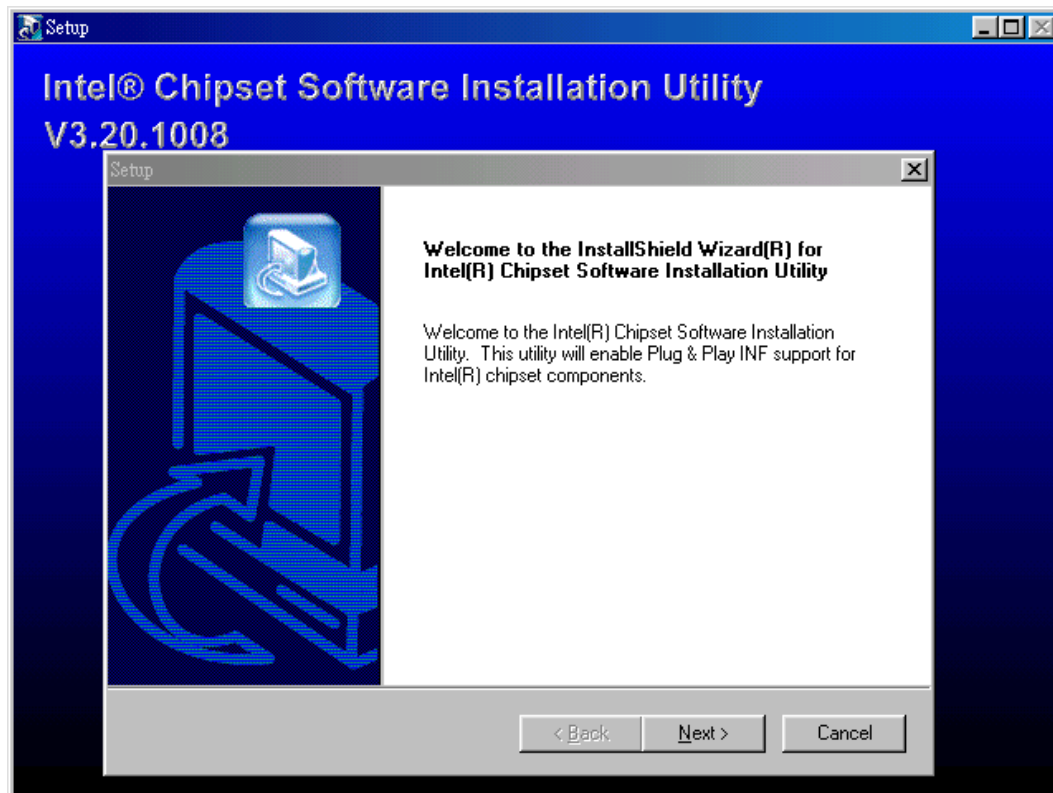 Setup
Intel® Chipset Software Installation Utility
V3.20.1008
Setup
Welcome to the InstallShield Wizard(R) for
Intel(R) Chipset Software Installation Utility
Welcome to the Intel(R) Chipset Software Installation
Utility.  This utility will enable Plug & Play INF support for
Intel(R) chipset components.
< Back
Next >
Cancel